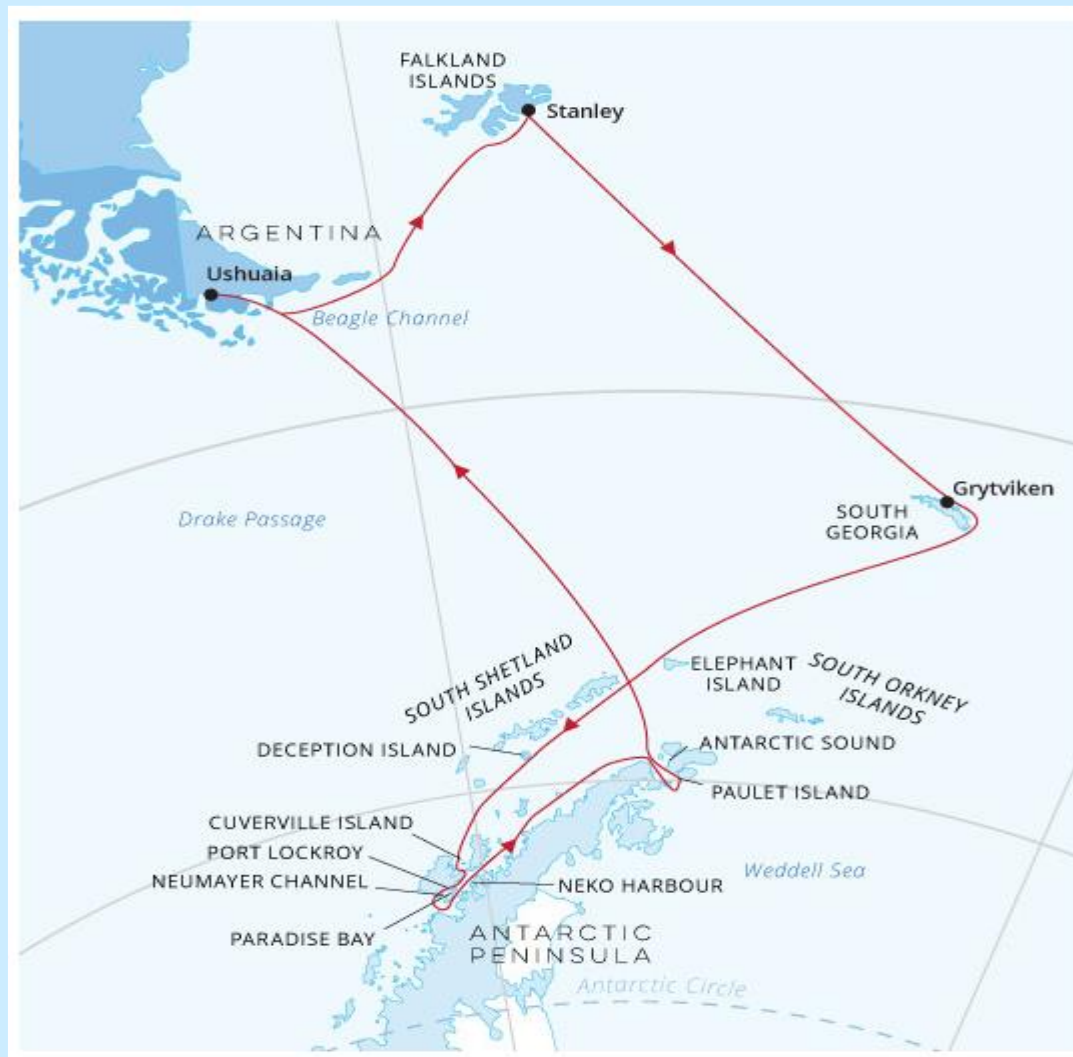 FALKLAND
ISLANDS
Stanley
ARGENTINA
Ushuaia
Beagle Channel
Drake Passage
Grytviken
SOUTH
GEORGIA
SOUTH SHETLAND
ISLANDS
ELEPHANT
ISLAND
SOUTH ORKNEY
ISLANDS
DECEPTION ISLAND
ANTARCTIC SOUND
PAULET ISLAND
CUVERVILLE ISLAND
PORT LOCKROY
NEUMAYER CHANNEL
NEKO HARBOUR
Weddell Sea
PARADISE BAY
ANTARCTIC
PENINSULA
Antarctic Circle